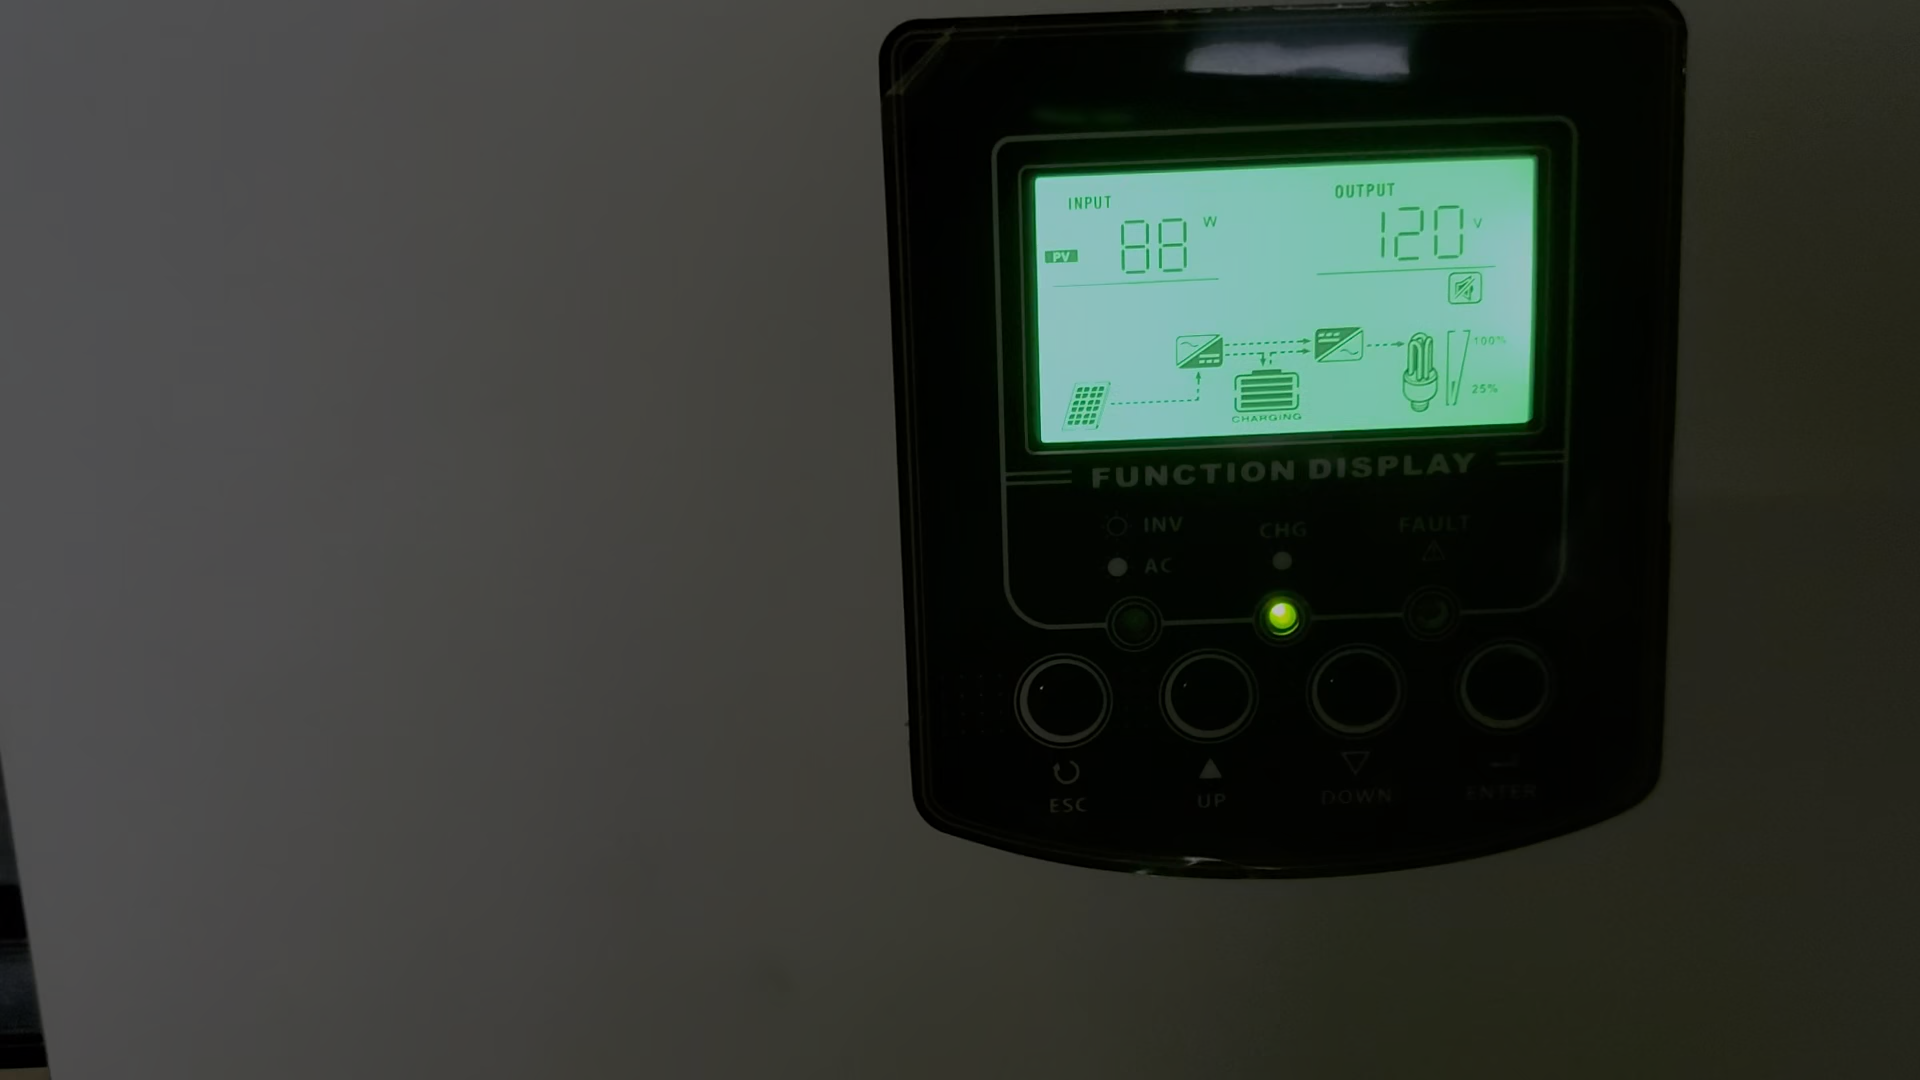 INPUT OUTPUT
PV 88 W 120 V
100%
25%
CHARGING
FUNCTION DISPLAY
INV CHG FAULT
AC
ESC UP DOWN ENTER